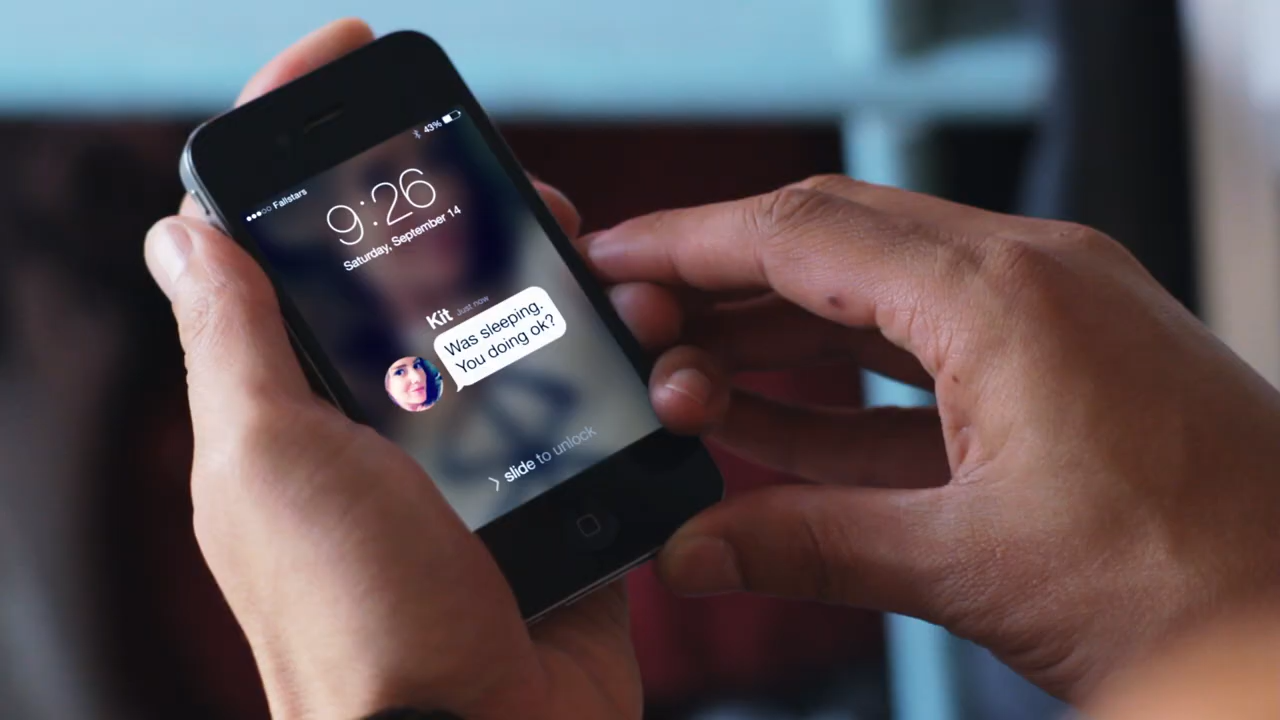 Fallstars 43%
9:26
Saturday, September 14
Kit Just now
Was sleeping.
You doing ok?
slide to unlock